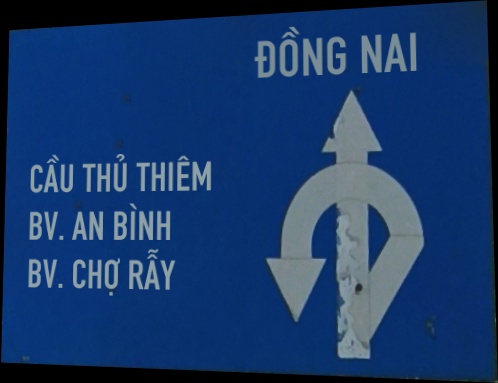 ĐỒNG NAI
CẦU THỦ THIÊM
BV. AN BÌNH
BV. CHỢ RẪY